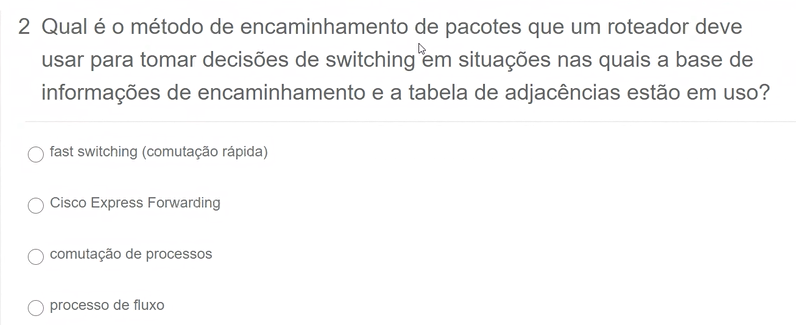 2 Qual é o método de encaminhamento de pacotes que um roteador deve
usar para tomar decisões de switching em situações nas quais a base de
informações de encaminhamento e a tabela de adjacências estão em uso?
fast switching (comutação rápida)
Cisco Express Forwarding
comutação de processos
processo de fluxo